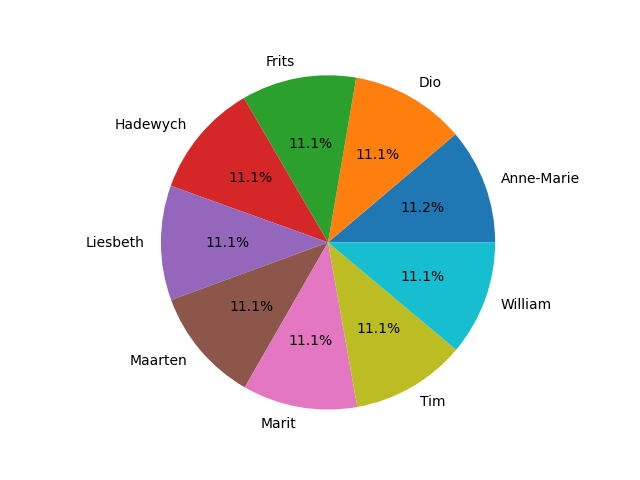 Frits
Dio
Hadewych
11.1%
11.1%
Anne-Marie
11.1%
11.2%
Liesbeth
11.1%
11.1%
William
11.1%
11.1%
11.1%
Maarten
Tim
Marit